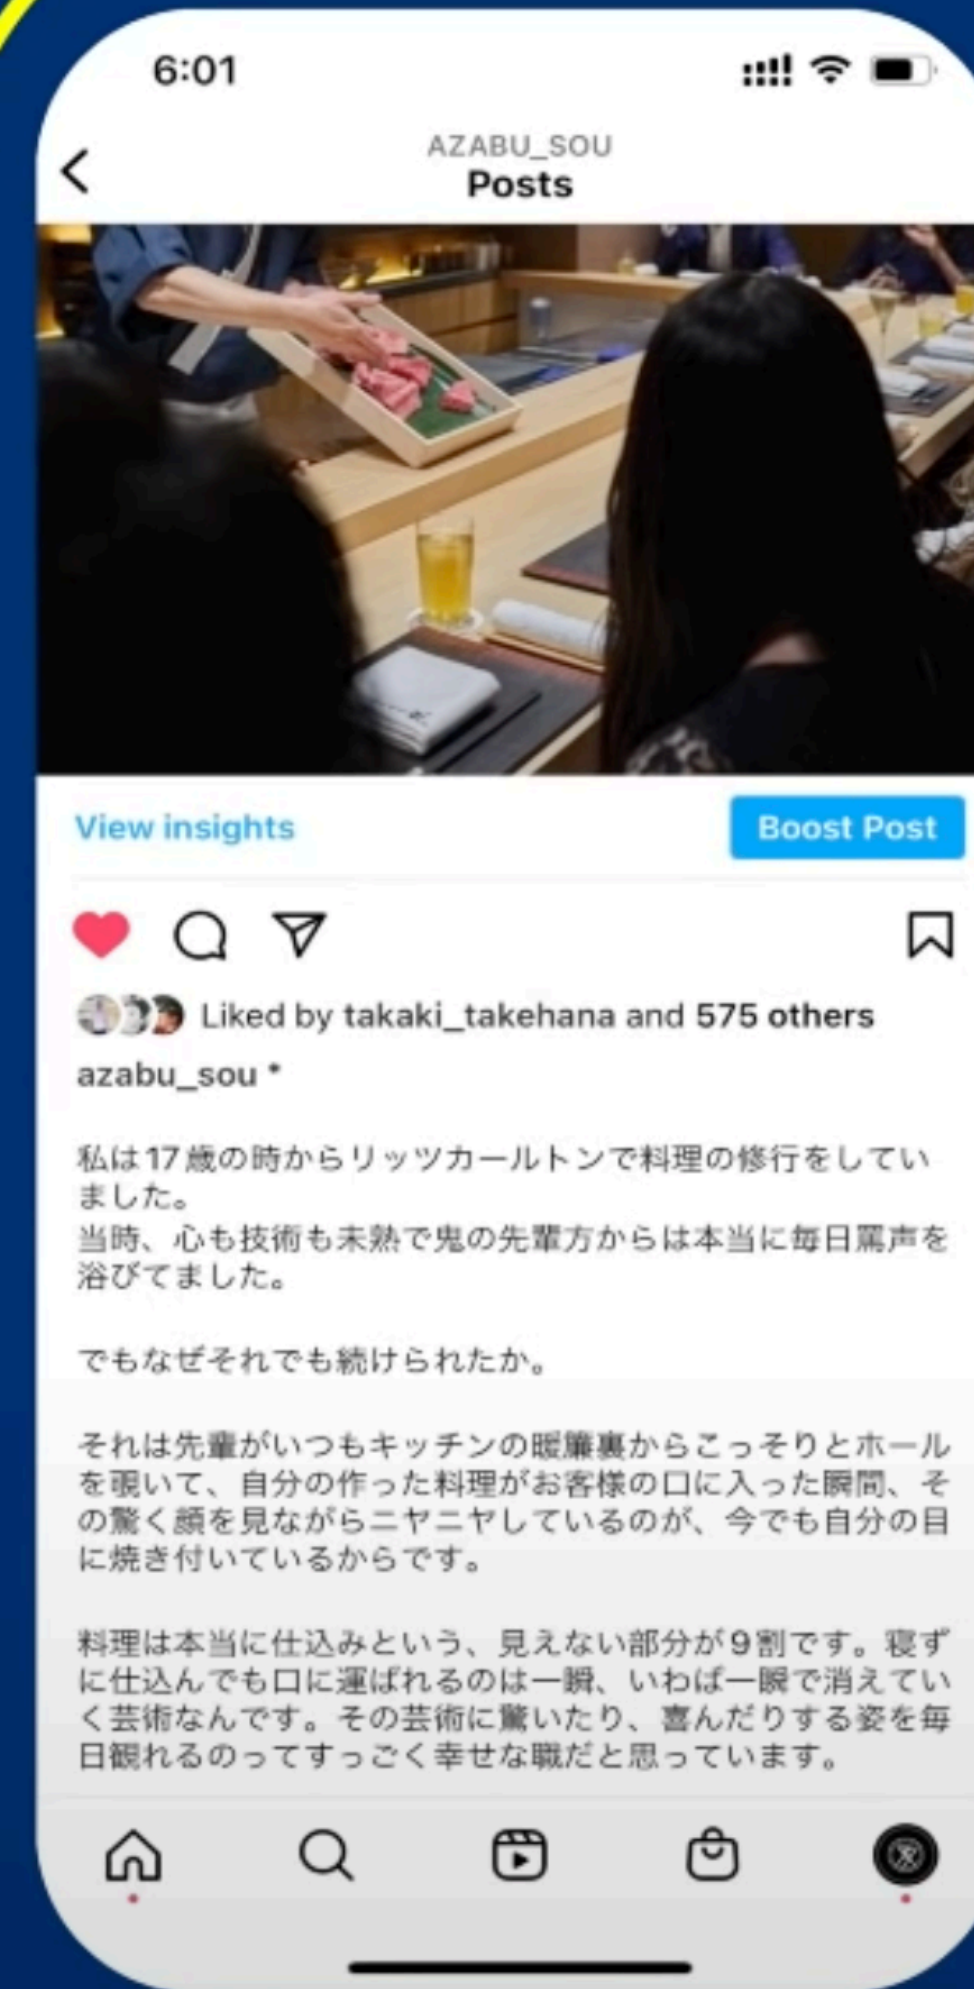 6:01
AZABU_SOU
Posts
View insights
Boost Post
Liked by takaki_takehana and 575 others
azabu_sou *
私は17歳の時からリッツカールトンで料理の修行をしてい
ました。
当時、心も技術も未熟で鬼の先輩方からは本当に毎日罵声を
浴びてました。
でもなぜそれでも続けられたか。
それは先輩がいつもキッチンの暖簾裏からこっそりとホール
を覗いて、自分の作った料理がお客様の口に入った瞬間、そ
の驚く顔を見ながらニヤニヤしているのが、今でも自分の目
に焼き付いているからです。
料理は本当に仕込みという、見えない部分が9割です。寝ず
に仕込んでも口に運ばれるのは一瞬、いわば一瞬で消えてい
く芸術なんです。その芸術に驚いたり、喜んだりする姿を毎
日観れるのってすっごく幸せな職だと思っています。